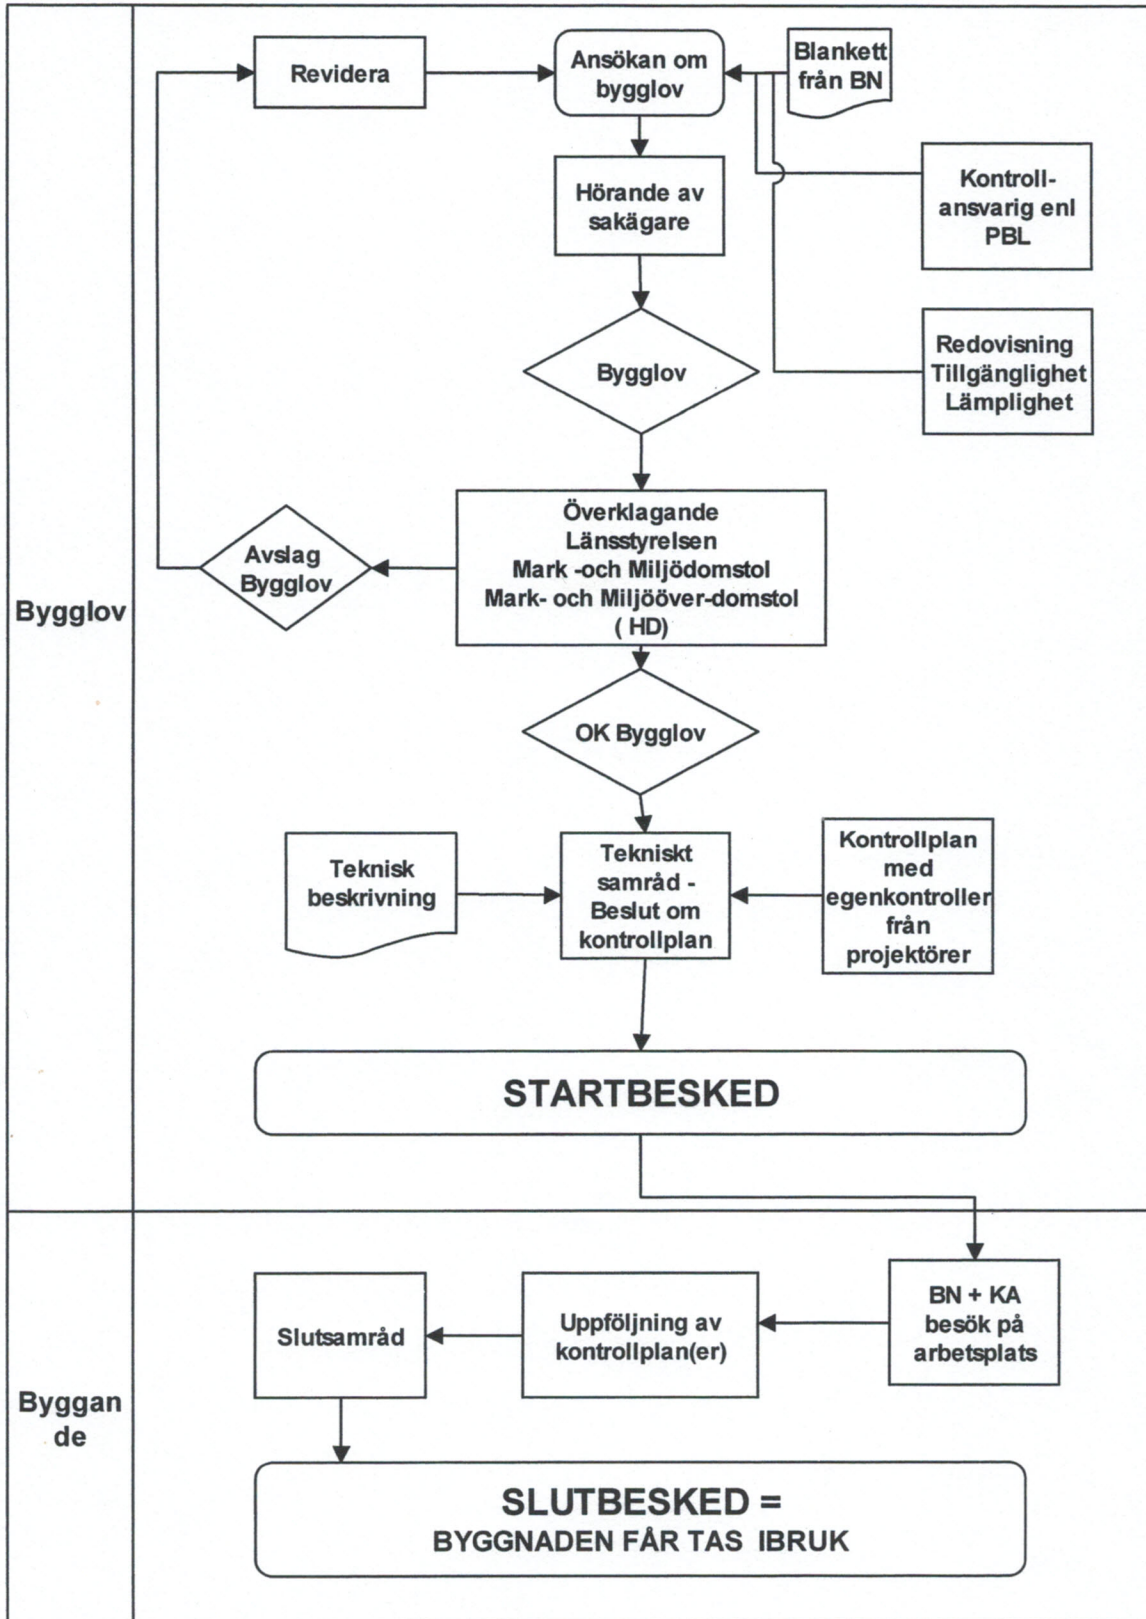 Revidera
Ansökan om
bygglov
Blankett
från BN
Hörande av
sakägare
Kontroll-
ansvarig enl
PBL
Bygglov
Redovisning
Tillgänglighet
Lämplighet
Överklagande
Länsstyrelsen
Mark -och Miljödomstol
Mark- och Miljööver-domstol
( HD)
Avslag
Bygglov
Bygglov
OK Bygglov
Teknisk
beskrivning
Tekniskt
samråd -
Beslut om
kontrollplan
Kontrollplan
med
egenkontroller
från
projektörer
STARTBESKED
BN + KA
besök på
arbetsplats
Uppföljning av
kontrollplan(er)
Slutsamråd
Byggan
de
SLUTBESKED =
BYGGNADEN FÅR TAS IBRUK